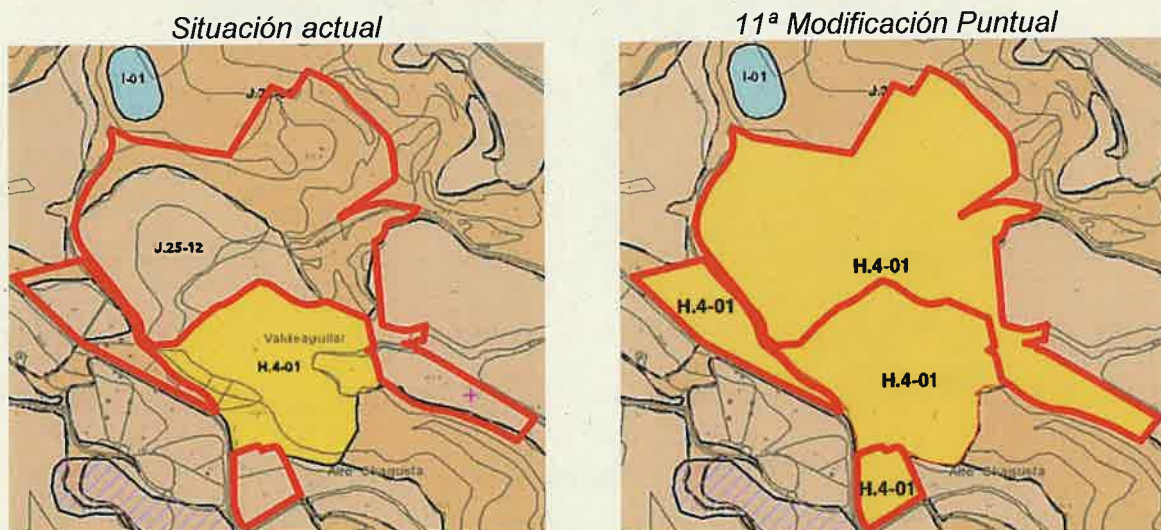 Situación actual
I-01
J.25-12
Valdeaguilar
H.4-01
11ª Modificación Puntual
I-01
H.4-01
H.4-01
H.4-01
H.4-01